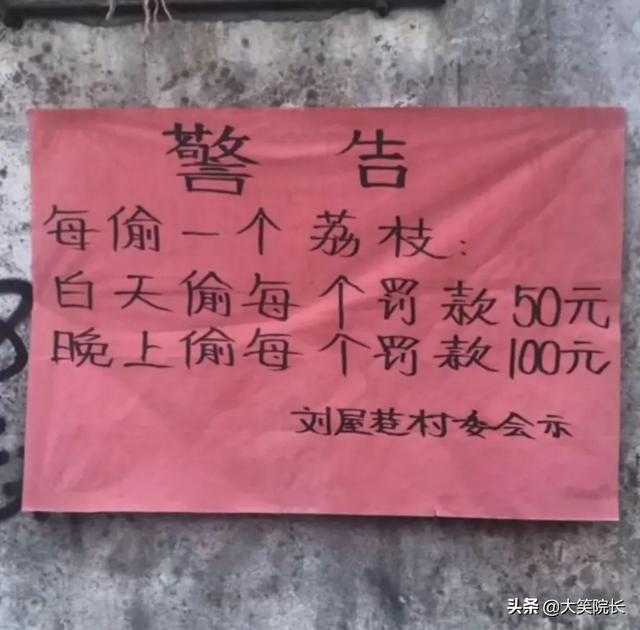 警告
每偷一个荔枝:
白天偷每个罚款50元
晚上偷每个罚款100元
刘屋巷村委会示
头条 @大笑院长